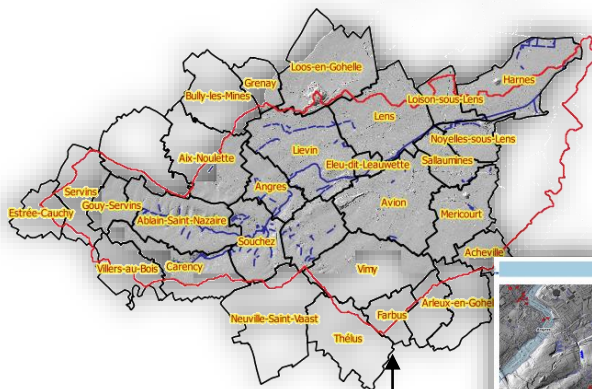 Loos-en-Gohelle
Grenay
Harnes
Bully-les-Mines
Loison-sous-Lens
Lens
Noyelles-sous-Lens
Lievin
Aix-Noulette
Sallaumines
Eleu-dit-Leauwette
Angres
Servins
Gouy-Servins
Avion
Estrée-Cauchy
Ablain-Saint-Nazaire
Mericourt
Souchez
Acheville
Carency
Villers-au-Bois
Vimy
Arleux-en-Gohel
Farbus
Neuville-Saint-Vaast
Thélus